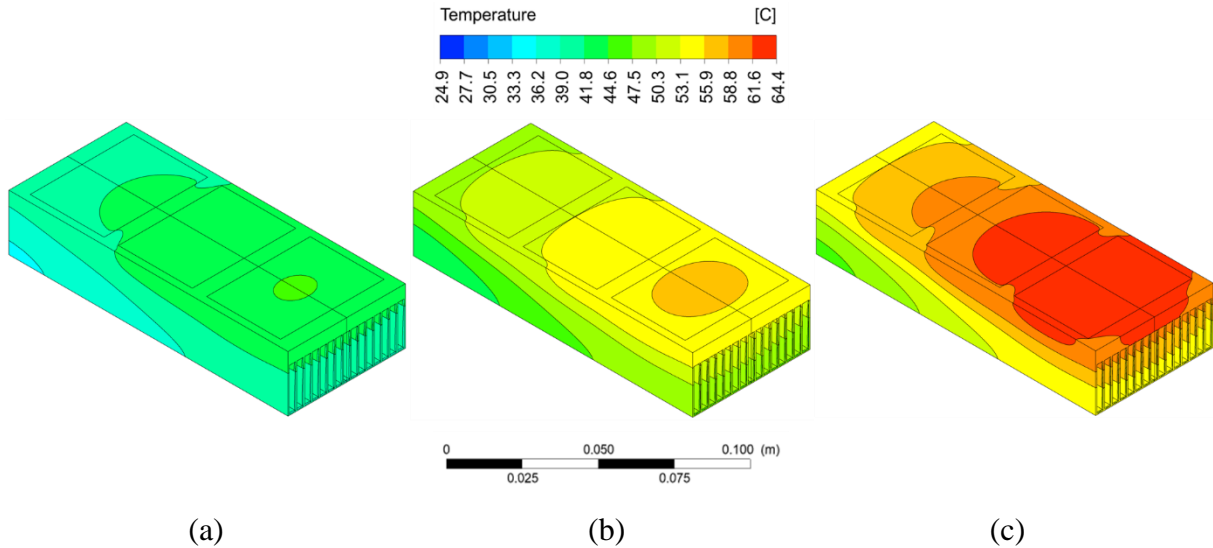 Temperature [C]
24.9 27.7 30.5 33.3 36.2 39.0 41.8 44.6 47.5 50.3 53.1 55.9 58.8 61.6 64.4
0 0.050 0.100 (m)
0.025 0.075
(a) (b) (c)